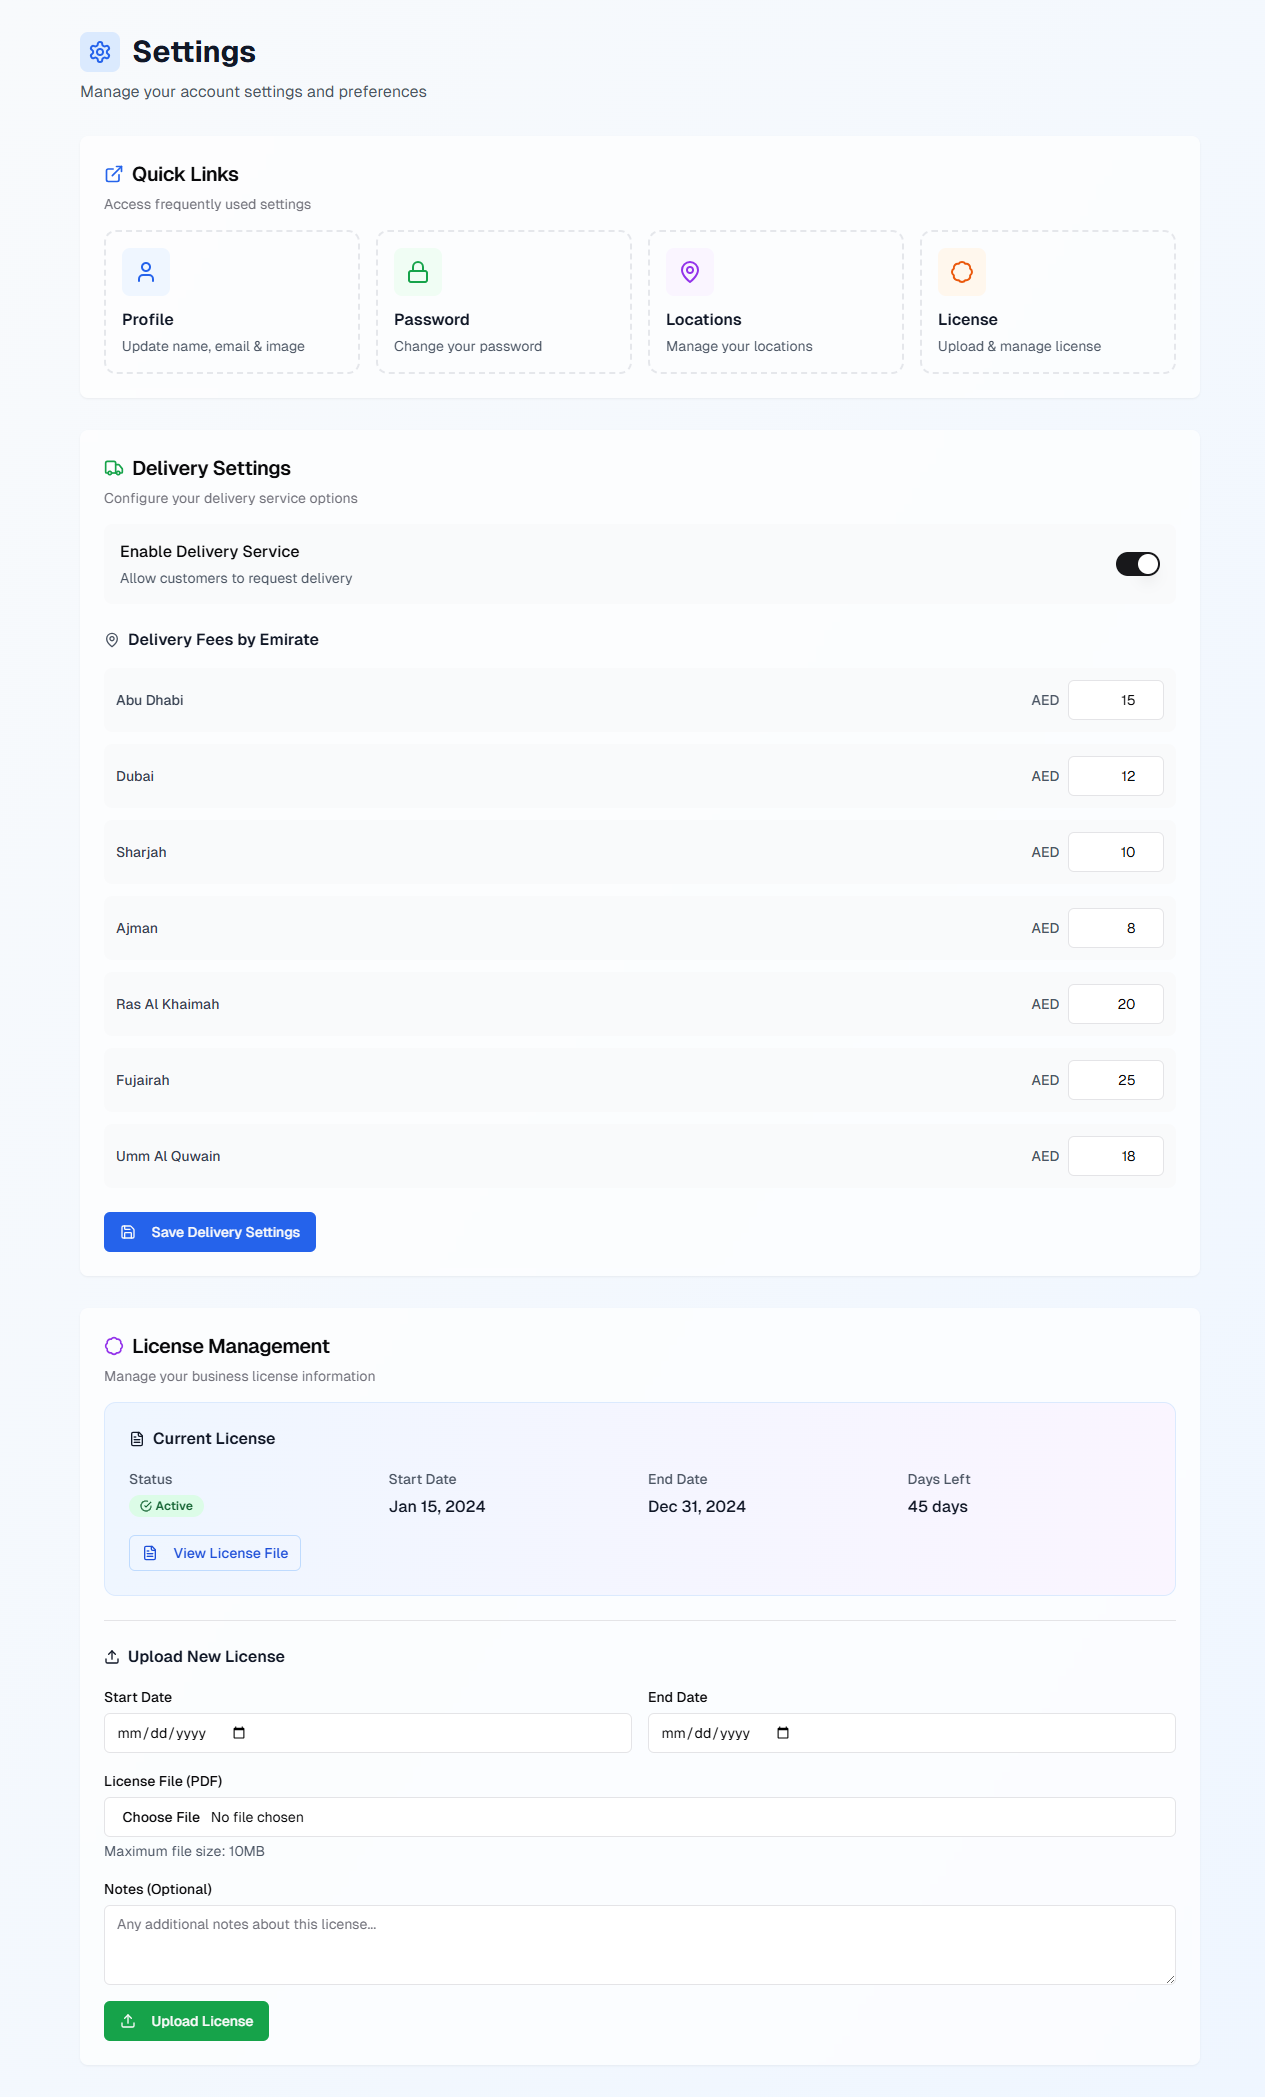 Settings
Manage your account settings and preferences
Quick Links
Access frequently used settings
Profile
Update name, email & image
Password
Change your password
Locations
Manage your locations
License
Upload & manage license
Delivery Settings
Configure your delivery service options
Enable Delivery Service
Allow customers to request delivery
Delivery Fees by Emirate
Abu Dhabi AED 15
Dubai AED 12
Sharjah AED 10
Ajman AED 8
Ras Al Khaimah AED 20
Fujairah AED 25
Umm Al Quwain AED 18
Save Delivery Settings
License Management
Manage your business license information
Current License
Status Start Date End Date Days Left
Active Jan 15, 2024 Dec 31, 2024 45 days
View License File
Upload New License
Start Date End Date
mm/dd/yyyy mm/dd/yyyy
License File (PDF)
Choose File No file chosen
Maximum file size: 10MB
Notes (Optional)
Any additional notes about this license...
Upload License